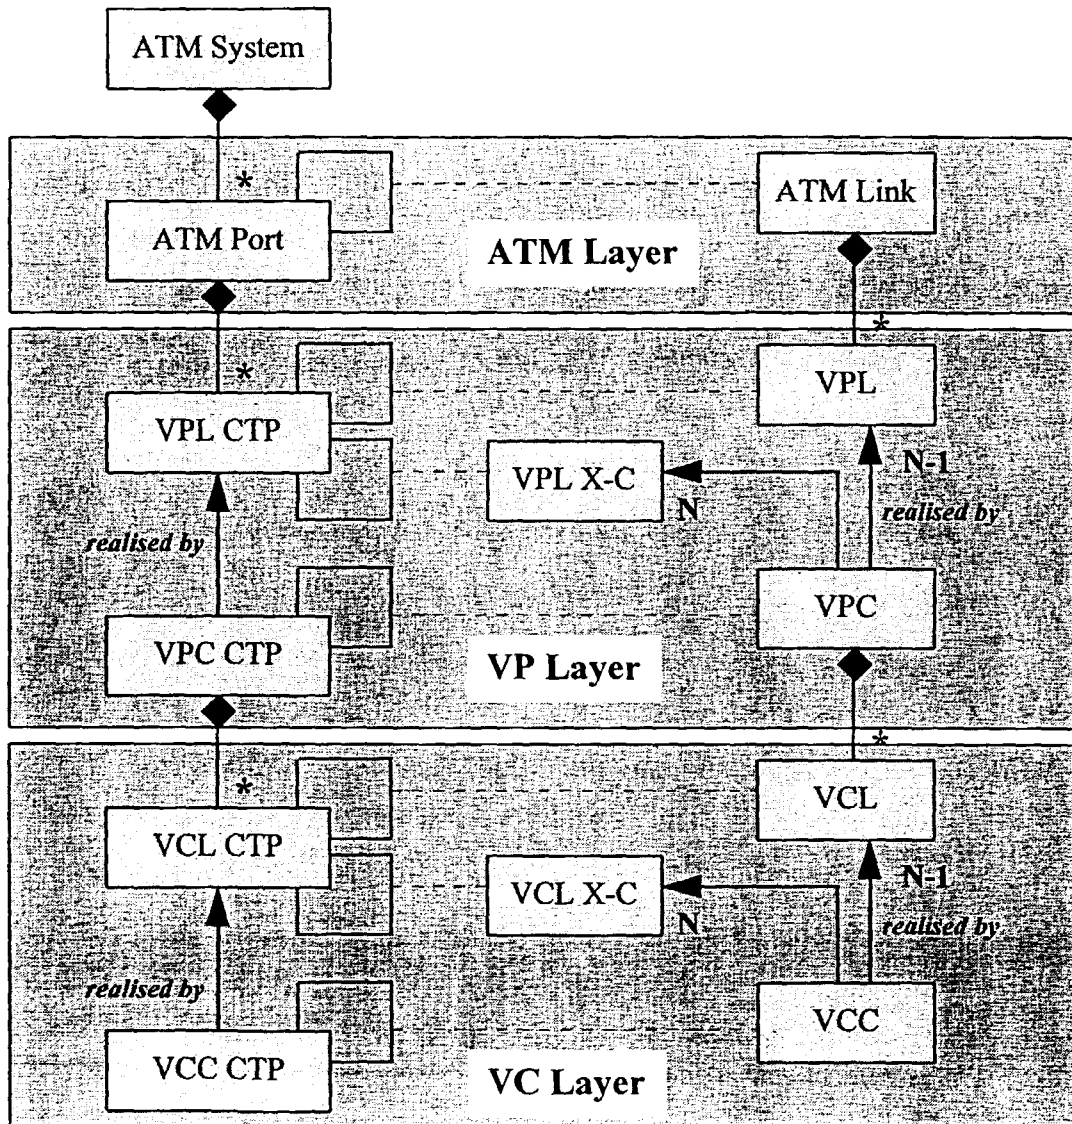 ATM System
*
ATM Link
ATM Port
ATM Layer
*
*
VPL
VPL CTP
N-1
VPL X-C
N
realised by
realised by
VPC
VPC CTP
VP Layer
*
*
VCL
VCL CTP
N-1
VCL X-C
N
realised by
realised by
VCC
VCC CTP
VC Layer